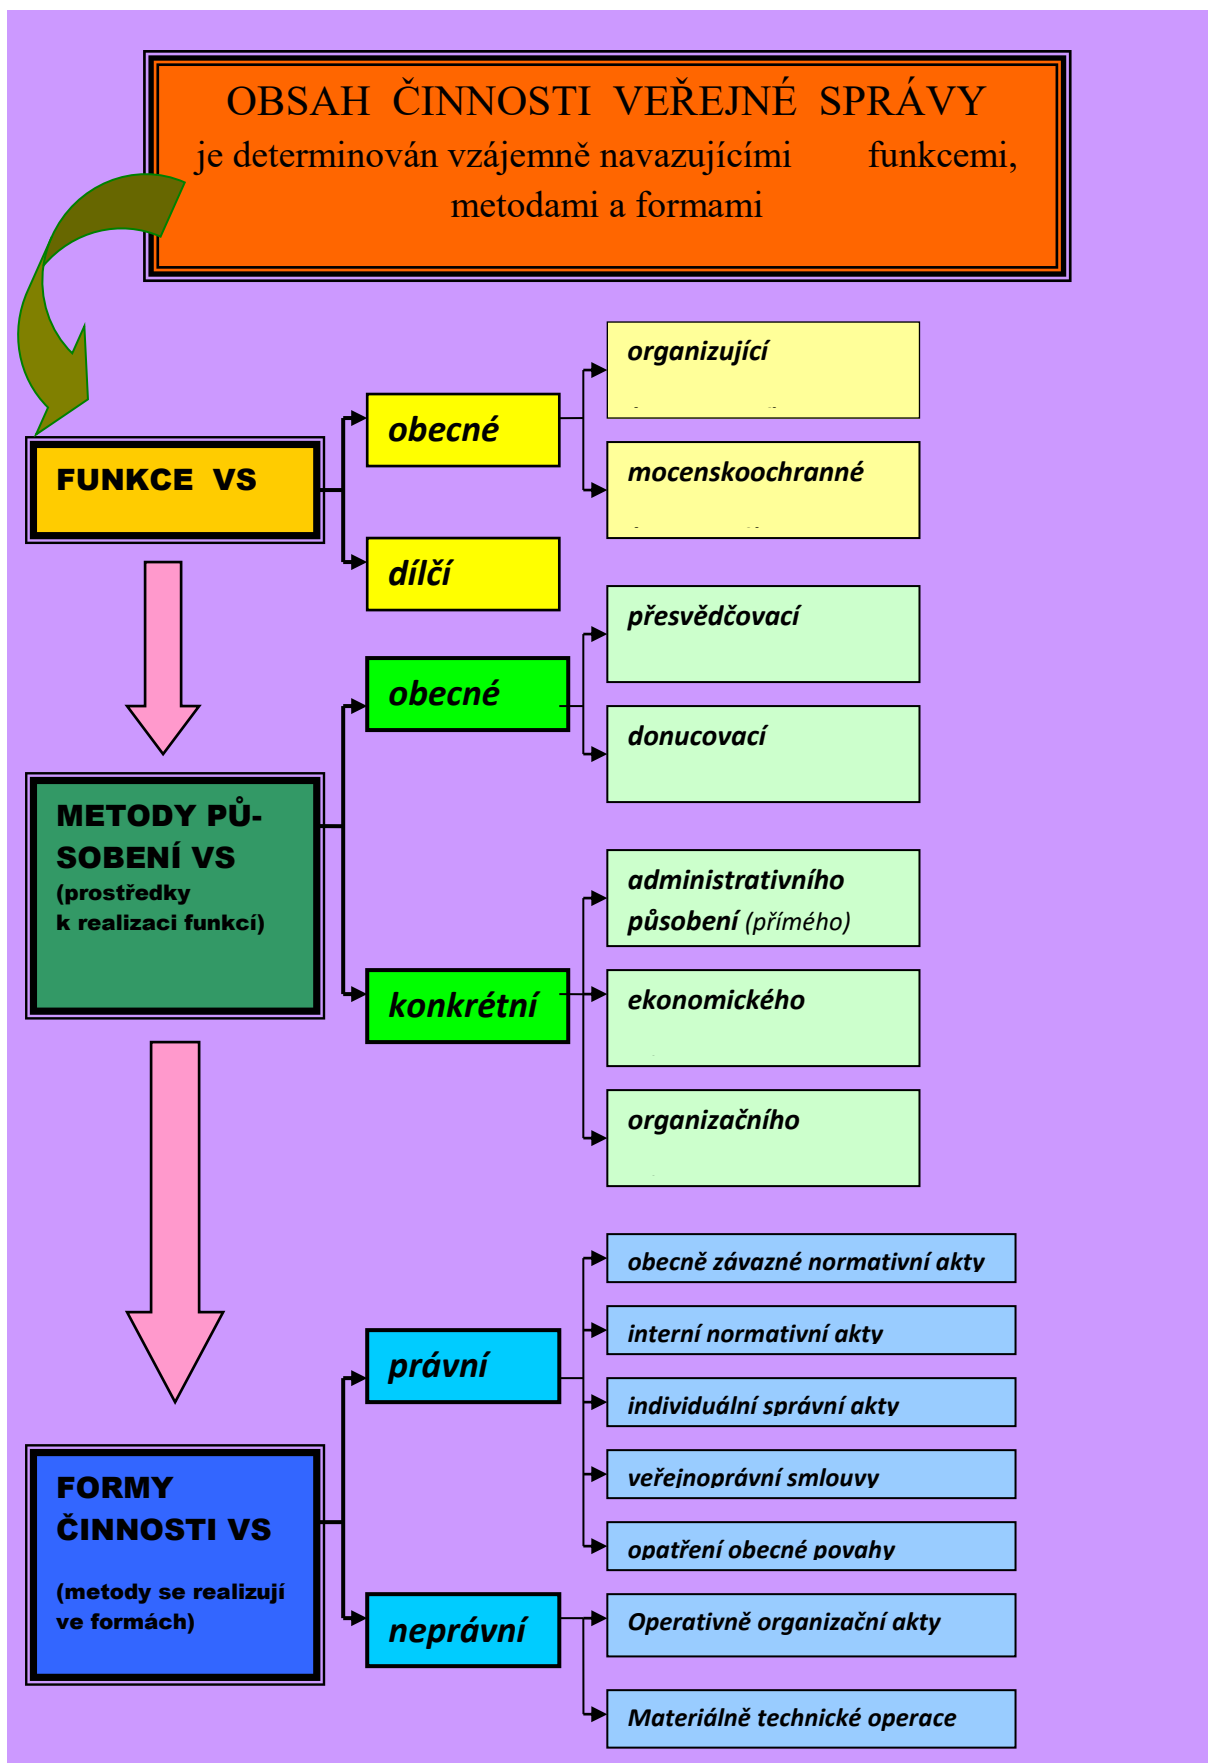 OBSAH ČINNOSTI VEŘEJNÉ SPRÁVY
je determinován vzájemně navazujícími funkcemi,
metodami a formami
organizující
obecné
mocenskoochranné
FUNKCE VS
dílčí
přesvědčovací
obecné
donucovací
METODY PŮ-
SOBENÍ VS
(prostředky
k realizaci funkcí)
administrativního
působení (přímého)
konkrétní
ekonomického
organizačního
obecně závazné normativní akty
interní normativní akty
právní
individuální správní akty
veřejnoprávní smlouvy
FORMY
ČINNOSTI VS
(metody se realizují
ve formách)
opatření obecné povahy
neprávní
Operativně organizační akty
Materiálně technické operace